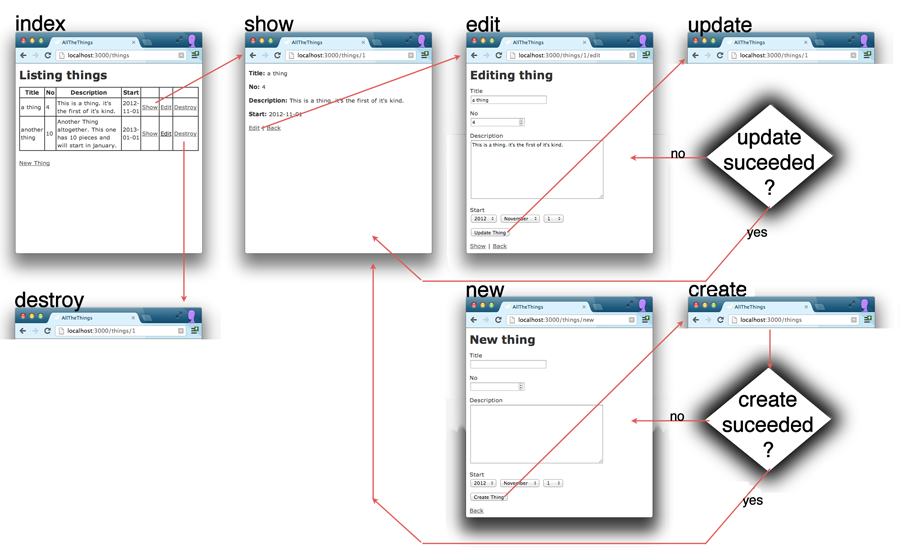 index
AllTheThings
localhost:3000/things
Listing things
Title No Description Start
a thing 4 This is a thing. it's the first of it's kind. 2012-11-01 Show Edit Destroy
another thing 10 Another Thing altogether. This one has 10 pieces and will start in January. 2013-01-01 Show Edit Destroy
New Thing
show
AllTheThings
localhost:3000/things/1
Title: a thing
No: 4
Description: This is a thing. it's the first of it's kind.
Start: 2012-11-01
Edit | Back
edit
AllTheThings
localhost:3000/things/1/edit
Editing thing
Title
a thing
No
4
Description
This is a thing. it's the first of it's kind.
Start
2012 November 1
Update Thing
Show | Back
update
AllTheThings
localhost:3000/things/1
update
suceeded
?
no
yes
destroy
AllTheThings
localhost:3000/things/1
new
AllTheThings
localhost:3000/things/new
New thing
Title
No
Description
Start
2012 November 1
Create Thing
Back
create
AllTheThings
localhost:3000/things
create
suceeded
?
no
yes